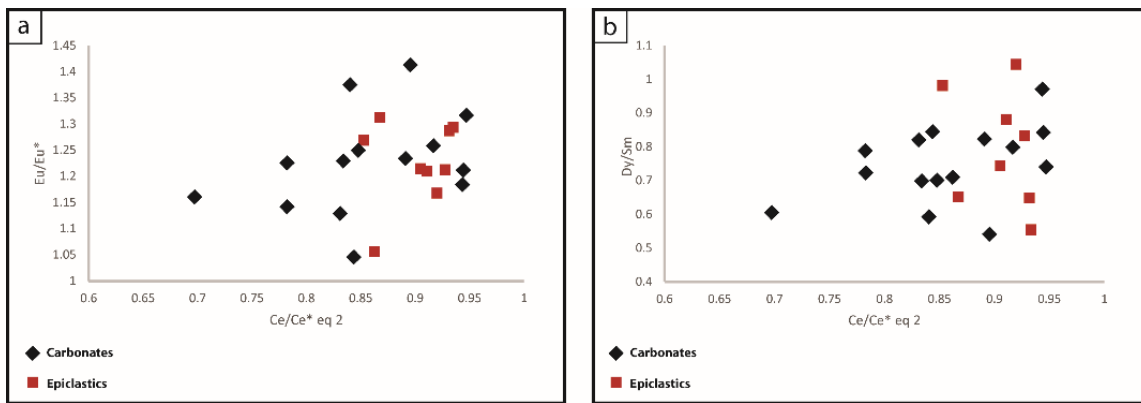 a
Eu/Eu*
1.45
1.4
1.35
1.3
1.25
1.2
1.15
1.1
1.05
1
0.6 0.65 0.7 0.75 0.8 0.85 0.9 0.95 1
Ce/Ce* eq 2
Carbonates
Epiclastics
b
Dy/Sm
1.1
1
0.9
0.8
0.7
0.6
0.5
0.4
0.6 0.65 0.7 0.75 0.8 0.85 0.9 0.95 1
Ce/Ce* eq 2
Carbonates
Epiclastics